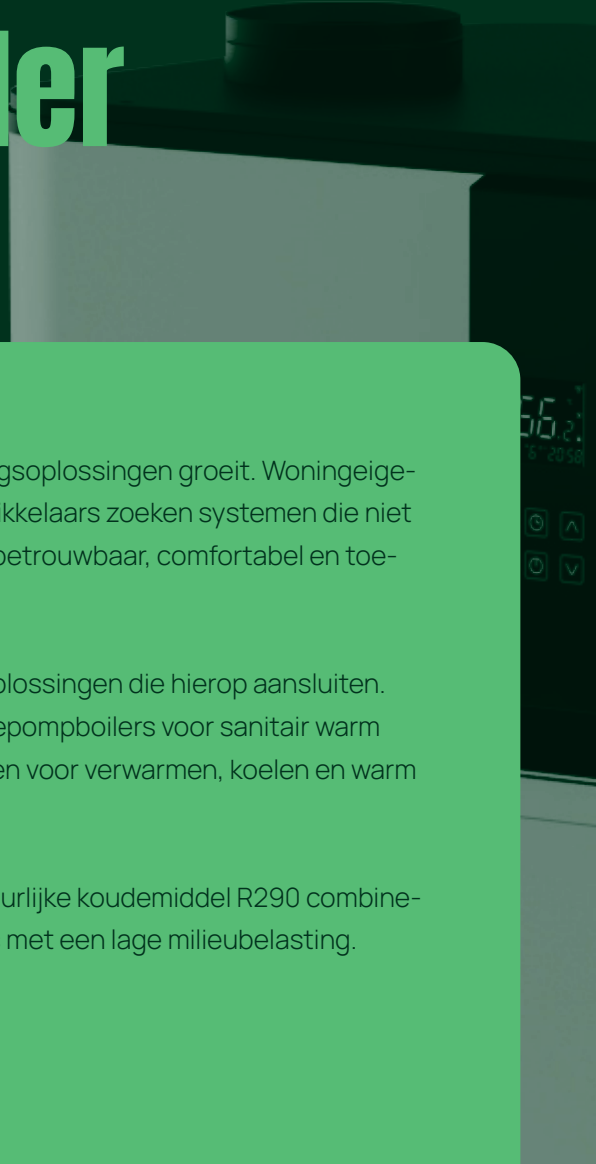 ler
gsoplossingen groeit. Woningeige-
ikkelaars zoeken systemen die niet
betrouwbaar, comfortabel en toe-
plossingen die hierop aansluiten.
epompboilers voor sanitair warm
en voor verwarmen, koelen en warm
urlijke koudemiddel R290 combine-
met een lage milieubelasting.